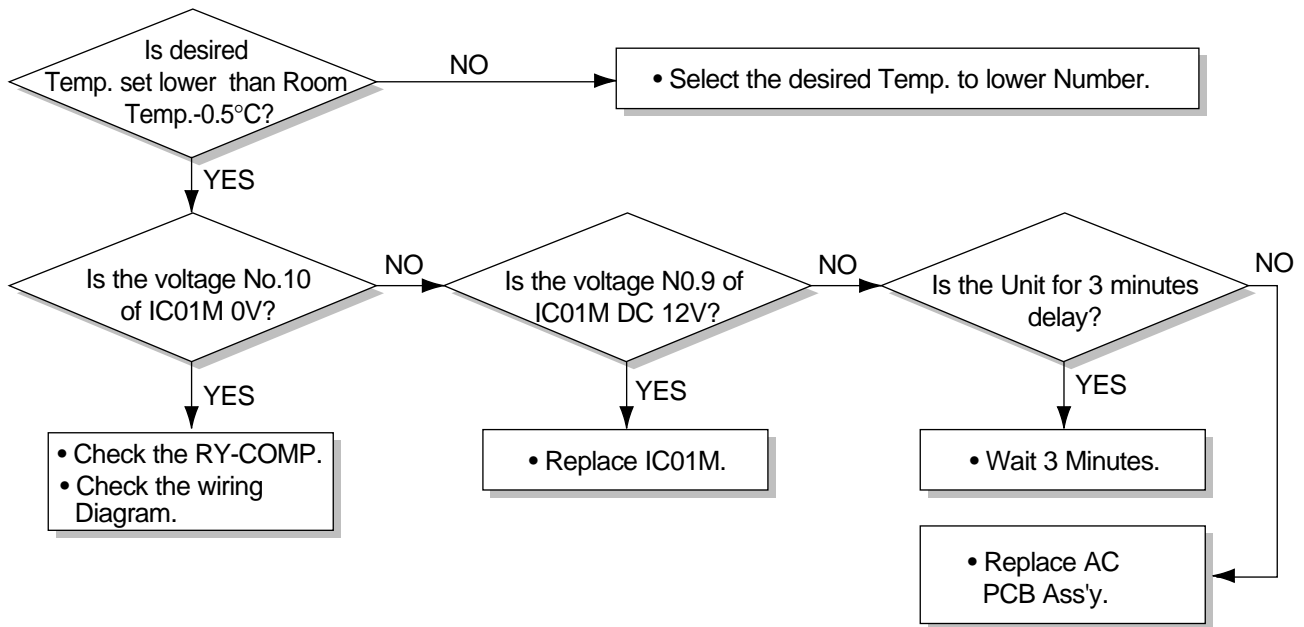 Is desired
Temp. set lower than Room
Temp.-0.5°C?
NO
• Select the desired Temp. to lower Number.
YES
Is the voltage No.10
of IC01M 0V?
NO
Is the voltage N0.9 of
IC01M DC 12V?
NO
Is the Unit for 3 minutes
delay?
NO
YES
• Check the RY-COMP.
• Check the wiring
Diagram.
YES
• Replace IC01M.
YES
• Wait 3 Minutes.
• Replace AC
PCB Ass'y.